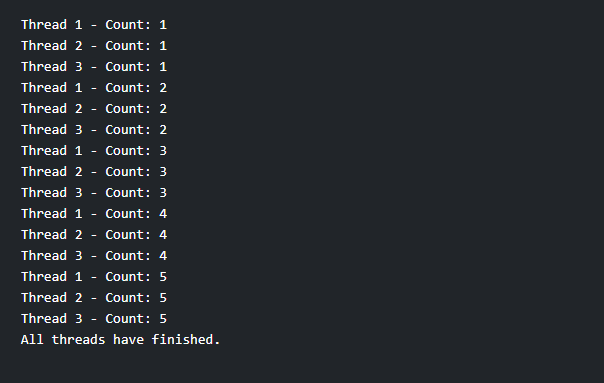 Thread 1 - Count: 1
Thread 2 - Count: 1
Thread 3 - Count: 1
Thread 1 - Count: 2
Thread 2 - Count: 2
Thread 3 - Count: 2
Thread 1 - Count: 3
Thread 2 - Count: 3
Thread 3 - Count: 3
Thread 1 - Count: 4
Thread 2 - Count: 4
Thread 3 - Count: 4
Thread 1 - Count: 5
Thread 2 - Count: 5
Thread 3 - Count: 5
All threads have finished.